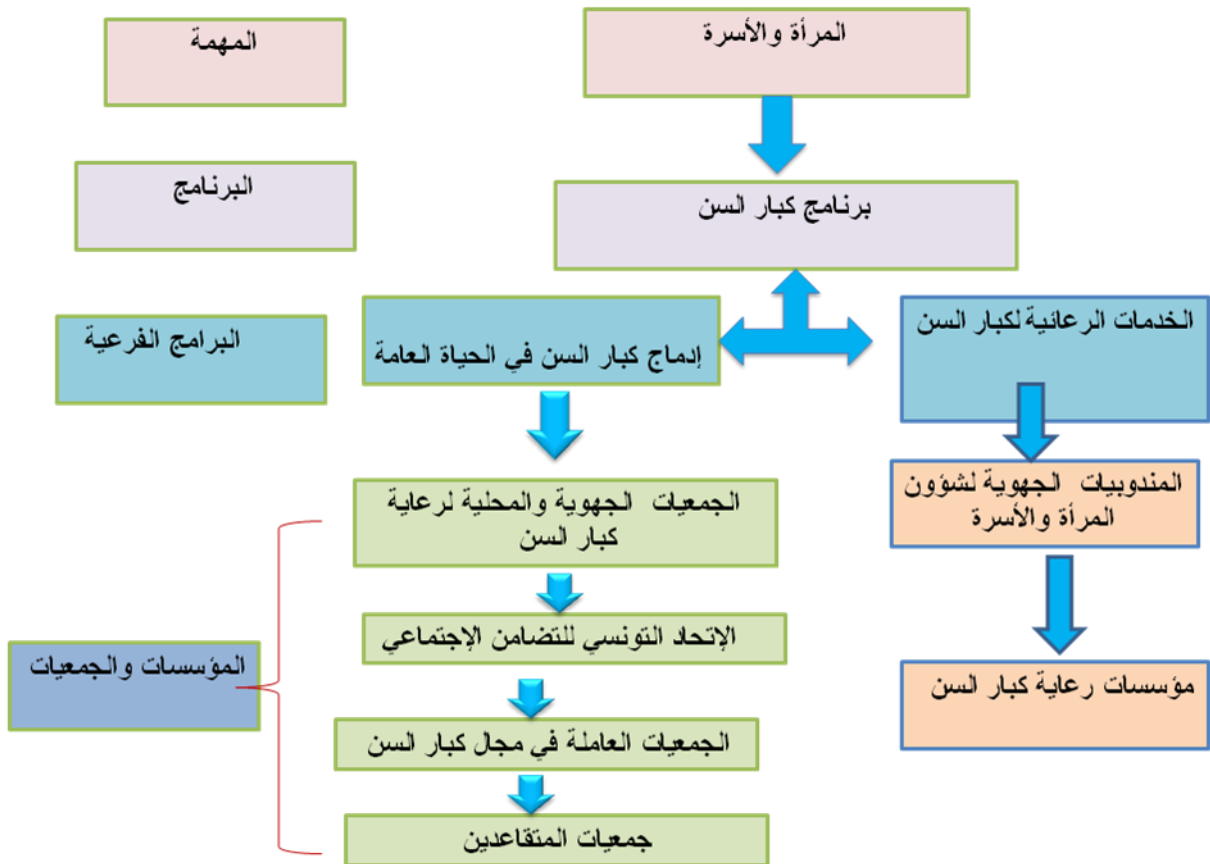 المرأة والأسرة
المهمة
برنامج كبار السن
البرنامج
الخدمات الرعائية لكبار السن
إدماج كبار السن في الحياة العامة
البرامج الفرعية
المندوبيات الجهوية لشؤون
المرأة والأسرة
مؤسسات رعاية كبار السن
الجمعيات الجهوية والمحلية لرعاية
كبار السن
الإتحاد التونسي للتضامن الإجتماعي
الجمعيات العاملة في مجال كبار السن
جمعيات المتقاعدين
المؤسسات والجمعيات